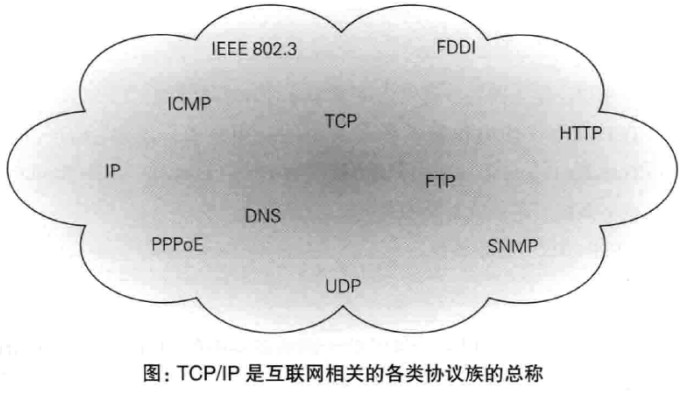 IEEE 802.3
FDDI
ICMP
TCP
HTTP
IP
FTP
DNS
PPPoE
SNMP
UDP
图：TCP/IP 是互联网相关的各类协议族的总称